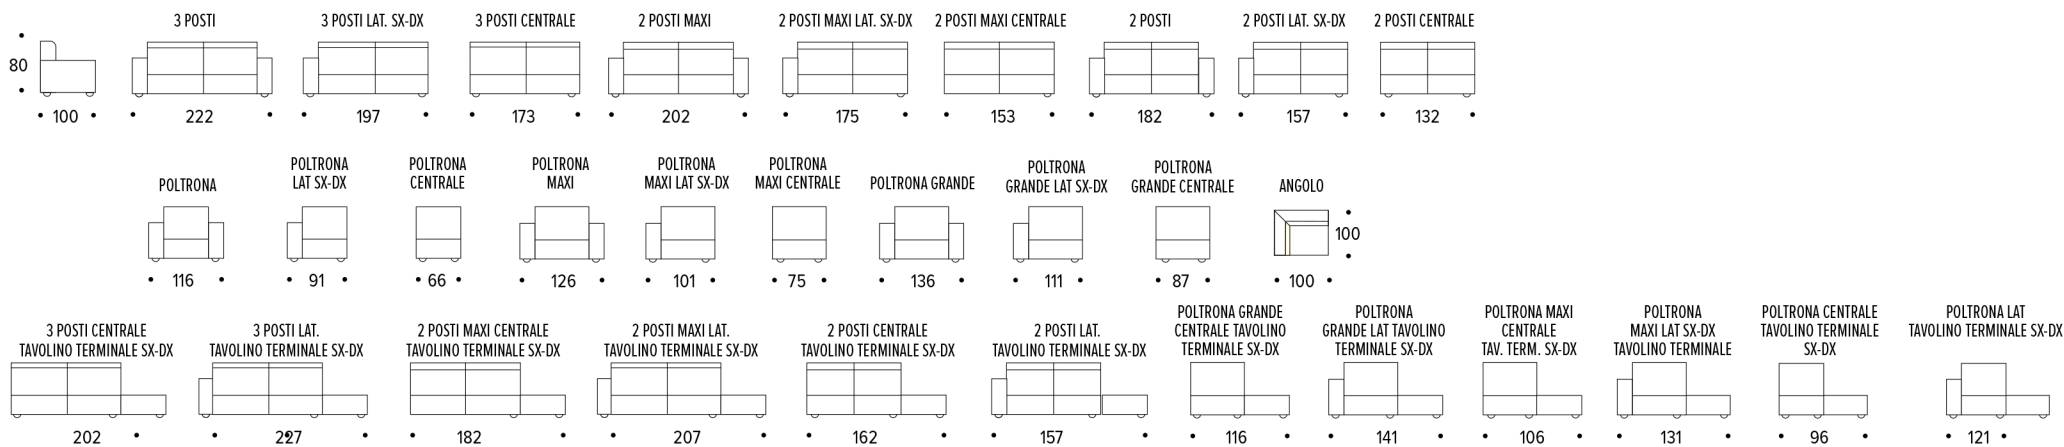 3 POSTI
3 POSTI LAT. SX-DX
3 POSTI CENTRALE
2 POSTI MAXI
2 POSTI MAXI LAT. SX-DX
2 POSTI MAXI CENTRALE
2 POSTI
2 POSTI LAT. SX-DX
2 POSTI CENTRALE
80
100
222
197
173
202
175
153
182
157
132
POLTRONA
POLTRONA
LAT SX-DX
POLTRONA
CENTRALE
POLTRONA
MAXI
POLTRONA
MAXI LAT SX-DX
POLTRONA
MAXI CENTRALE
POLTRONA GRANDE
POLTRONA
GRANDE LAT SX-DX
POLTRONA
GRANDE CENTRALE
ANGOLO
100
116
91
66
126
101
75
136
111
87
100
3 POSTI CENTRALE
TAVOLINO TERMINALE SX-DX
3 POSTI LAT.
TAVOLINO TERMINALE SX-DX
2 POSTI MAXI CENTRALE
TAVOLINO TERMINALE SX-DX
2 POSTI MAXI LAT.
TAVOLINO TERMINALE SX-DX
2 POSTI CENTRALE
TAVOLINO TERMINALE SX-DX
2 POSTI LAT.
TAVOLINO TERMINALE SX-DX
POLTRONA GRANDE
CENTRALE TAVOLINO
TERMINALE SX-DX
POLTRONA
GRANDE LAT TAVOLINO
TERMINALE SX-DX
POLTRONA MAXI
CENTRALE
TAV. TERM. SX-DX
POLTRONA
MAXI LAT SX-DX
TAVOLINO TERMINALE
POLTRONA CENTRALE
TAVOLINO TERMINALE
SX-DX
POLTRONA LAT
TAVOLINO TERMINALE SX-DX
202
227
182
207
162
157
116
141
106
131
96
121